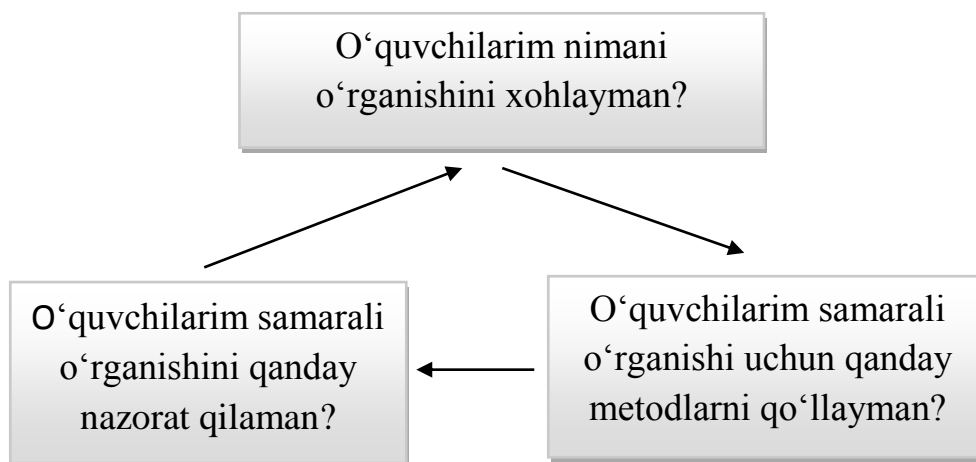 O‘quvchilarim nimani
o‘rganishini xohlayman?
O‘quvchilarim samarali
o‘rganishini qanday
nazorat qilaman?
O‘quvchilarim samarali
o‘rganishi uchun qanday
metodlarni qo‘llayman?